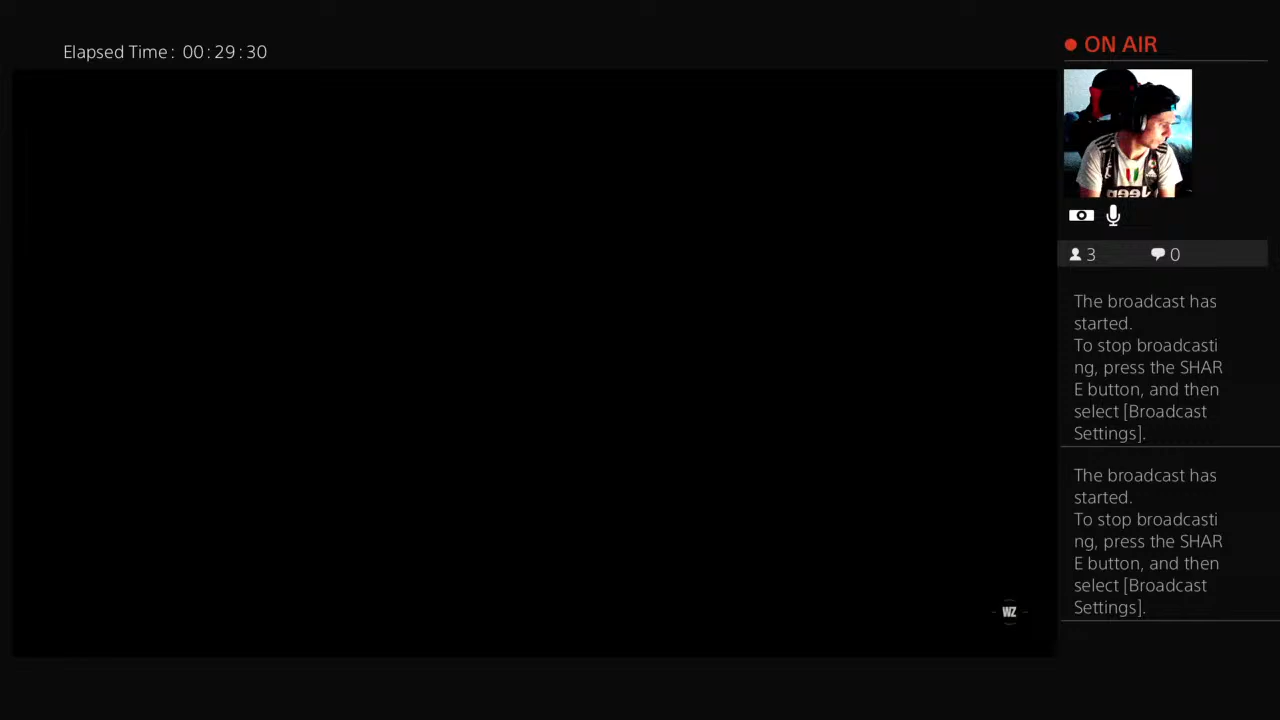 Elapsed Time: 00:29:30
ON AIR
Jeep
3 0
The broadcast has
started.
To stop broadcasti
ng, press the SHAR
E button, and then
select [Broadcast
Settings].
The broadcast has
started.
To stop broadcasti
ng, press the SHAR
E button, and then
select [Broadcast
Settings].
WZ